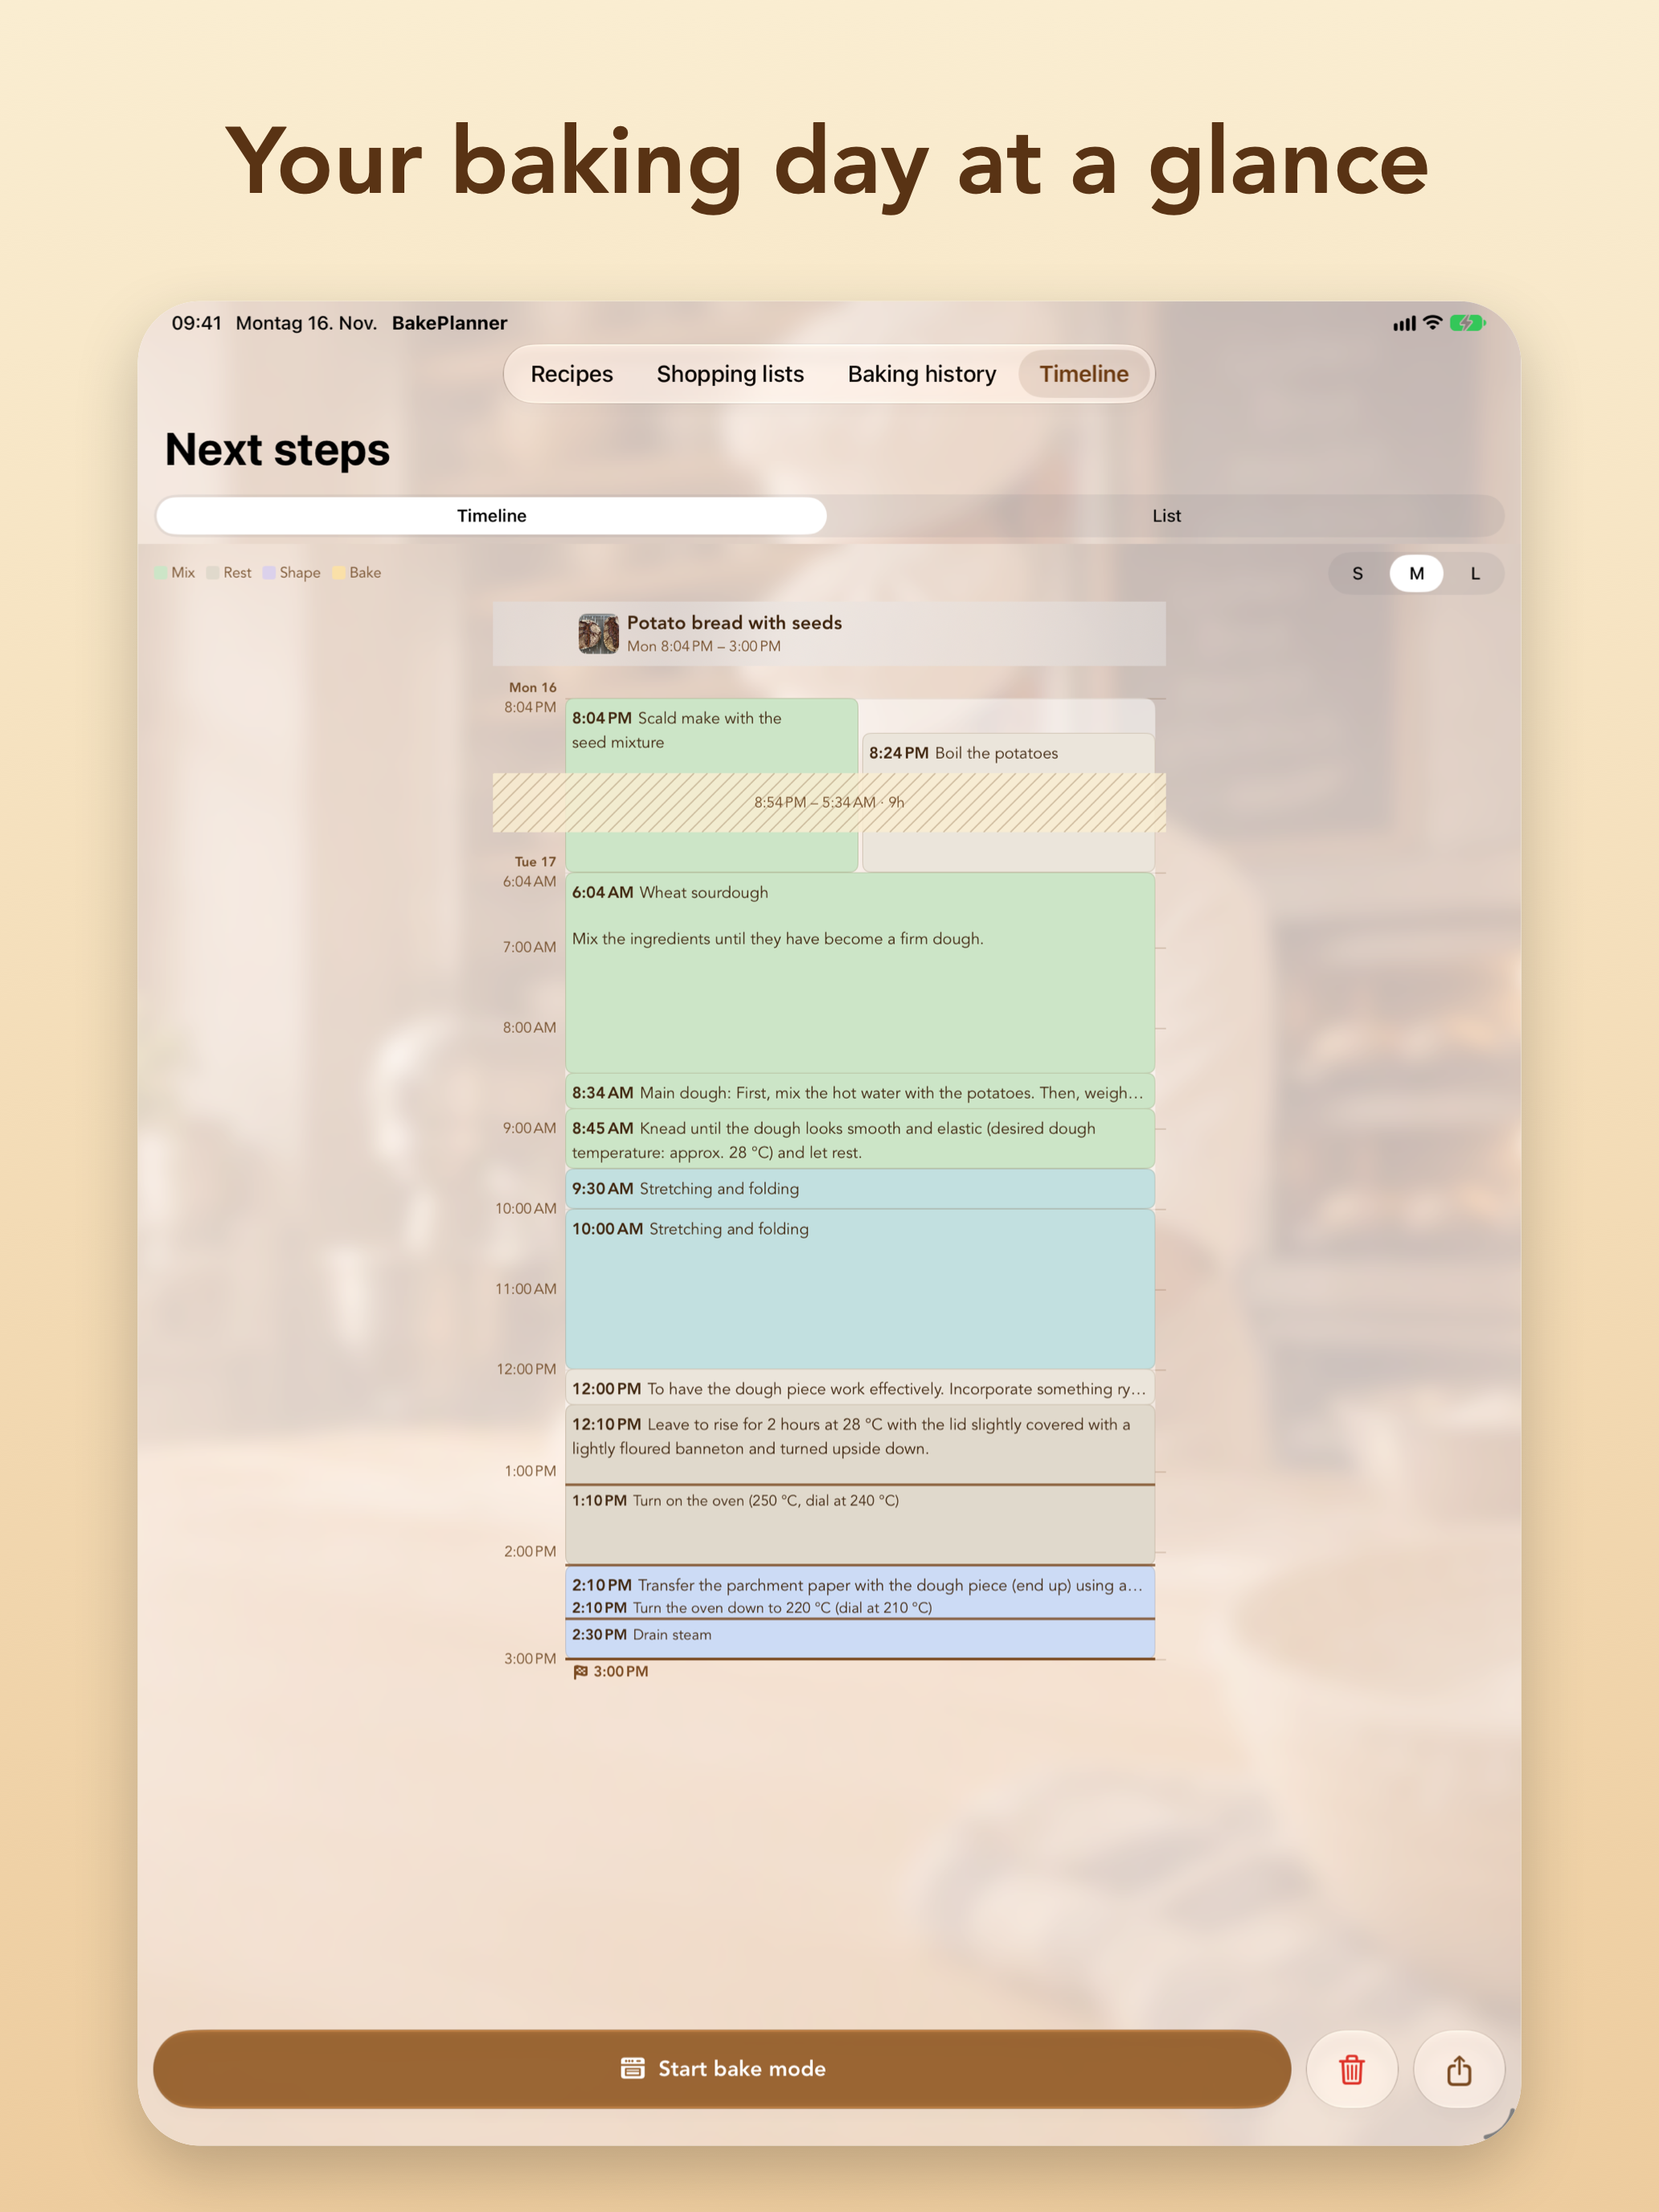 Your baking day at a glance
09:41 Montag 16. Nov. BakePlanner
Recipes Shopping lists Baking history Timeline
Next steps
Timeline List
Mix Rest Shape Bake
S M L
Potato bread with seeds
Mon 8:04 PM – 3:00 PM
Mon 16
8:04 PM
8:04 PM Scald make with the
seed mixture
8:24 PM Boil the potatoes
8:54 PM – 5:34 AM · 9h
Tue 17
6:04 AM
6:04 AM Wheat sourdough
Mix the ingredients until they have become a firm dough.
7:00 AM
8:00 AM
8:34 AM Main dough: First, mix the hot water with the potatoes. Then, weigh…
9:00 AM
8:45 AM Knead until the dough looks smooth and elastic (desired dough
temperature: approx. 28 °C) and let rest.
9:30 AM Stretching and folding
10:00 AM
10:00 AM Stretching and folding
11:00 AM
12:00 PM
12:00 PM To have the dough piece work effectively. Incorporate something ry…
12:10 PM Leave to rise for 2 hours at 28 °C with the lid slightly covered with a
lightly floured banneton and turned upside down.
1:00 PM
1:10 PM Turn on the oven (250 °C, dial at 240 °C)
2:00 PM
2:10 PM Transfer the parchment paper with the dough piece (end up) using a…
2:10 PM Turn the oven down to 220 °C (dial at 210 °C)
2:30 PM Drain steam
3:00 PM
3:00 PM
Start bake mode